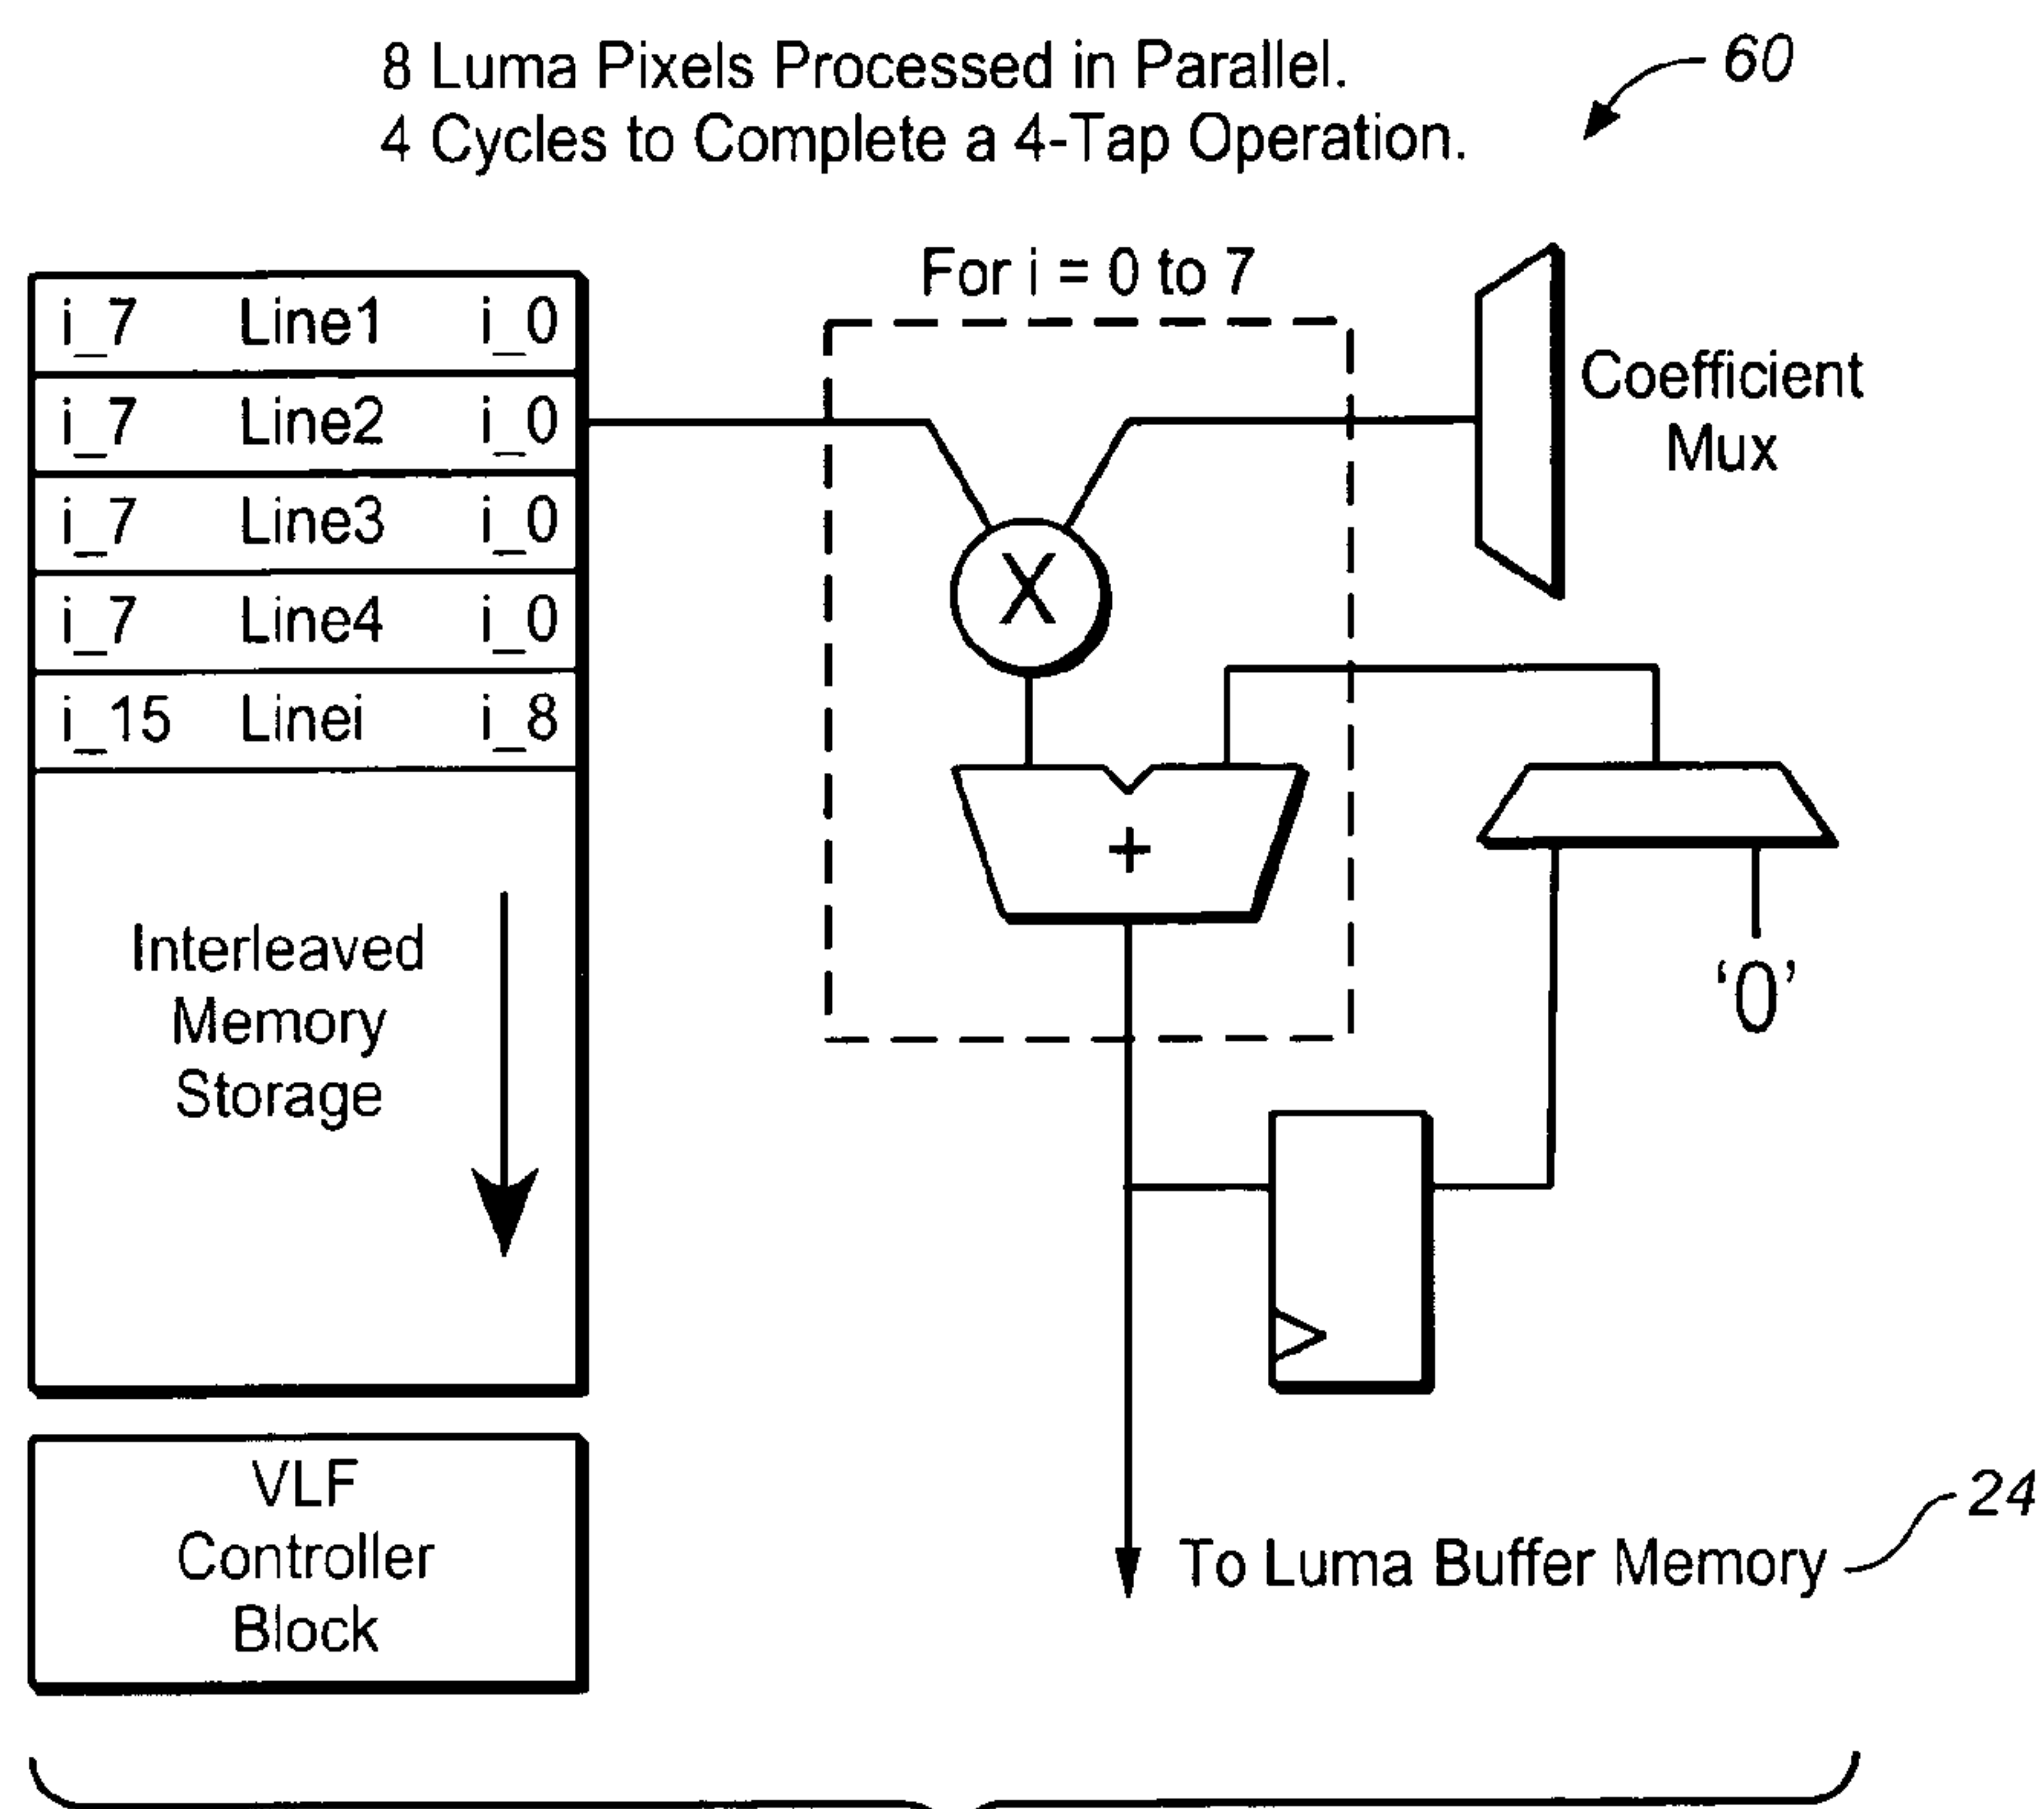 8 Luma Pixels Processed in Parallel.
4 Cycles to Complete a 4-Tap Operation.
60
For i = 0 to 7
i_7 Line1 i_0
i_7 Line2 i_0
i_7 Line3 i_0
i_7 Line4 i_0
i_15 Linei i_8
Coefficient
Mux
X
+
'0'
Interleaved
Memory
Storage
VLF
Controller
Block
To Luma Buffer Memory
24